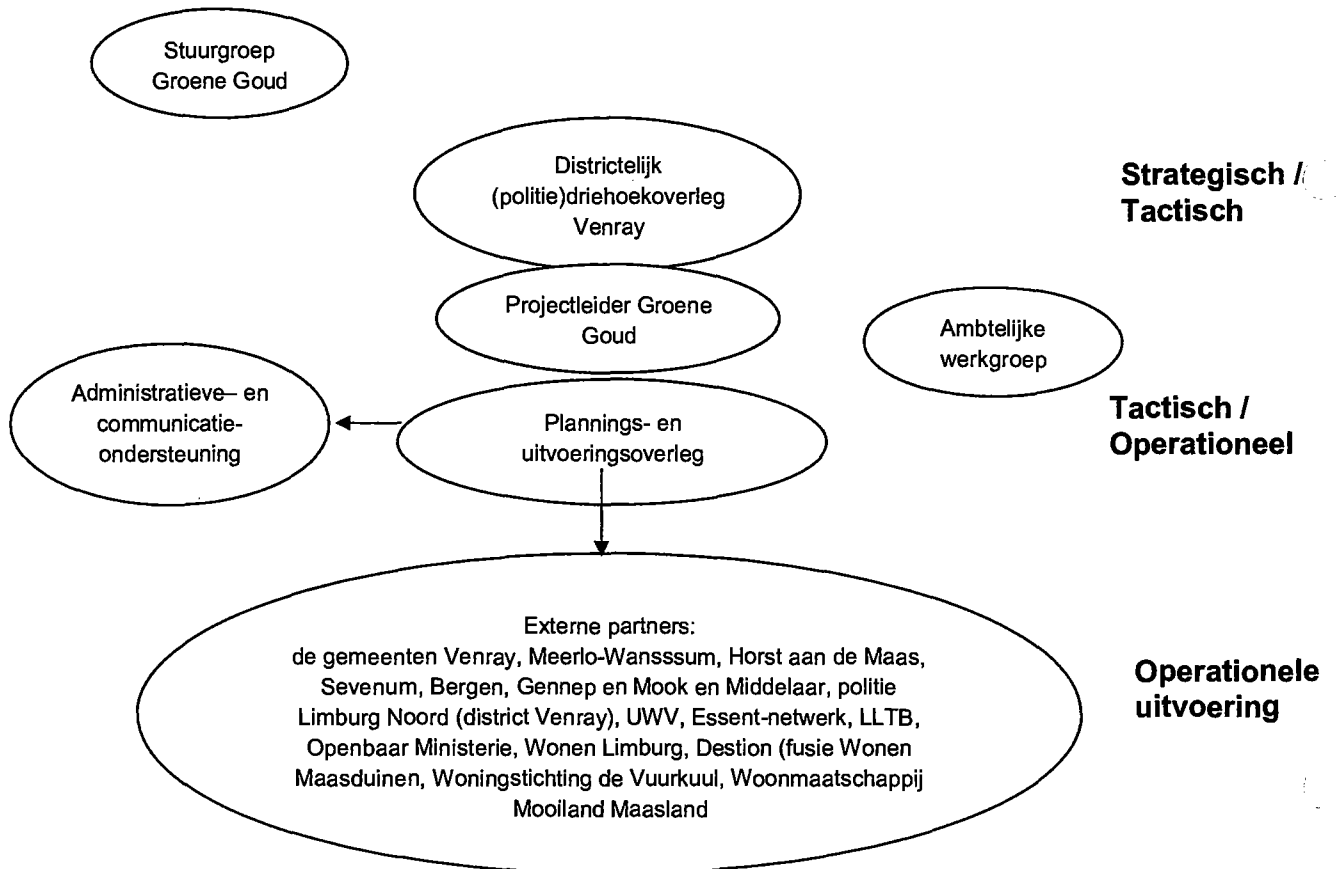 Stuurgroep
Groene Goud
Districtelijk
(politie)driehoekoverleg
Venray
Strategisch /
Tactisch
Projectleider Groene
Goud
Ambtelijke
werkgroep
Administratieve– en
communicatie-
ondersteuning
Plannings- en
uitvoeringsoverleg
Tactisch /
Operationeel
Externe partners:
de gemeenten Venray, Meerlo-Wansssum, Horst aan de Maas,
Sevenum, Bergen, Gennep en Mook en Middelaar, politie
Limburg Noord (district Venray), UWV, Essent-netwerk, LLTB,
Openbaar Ministerie, Wonen Limburg, Destion (fusie Wonen
Maasduinen, Woningstichting de Vuurkuul, Woonmaatschappij
Mooiland Maasland
Operationele
uitvoering